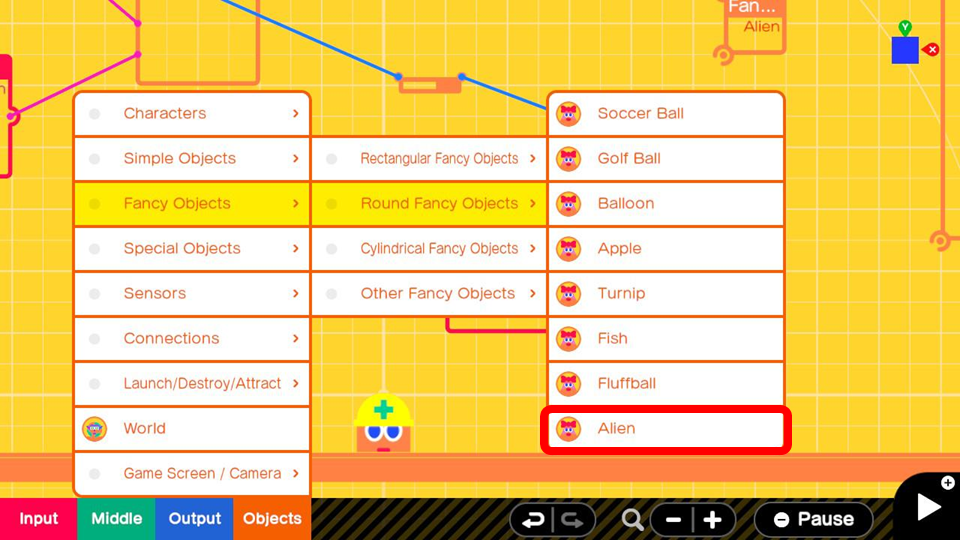 Fan...
Alien
Y
X
Characters
Simple Objects
Fancy Objects
Special Objects
Sensors
Connections
Launch/Destroy/Attract
World
Game Screen / Camera
Rectangular Fancy Objects
Round Fancy Objects
Cylindrical Fancy Objects
Other Fancy Objects
Soccer Ball
Golf Ball
Balloon
Apple
Turnip
Fish
Fluffball
Alien
Input
Middle
Output
Objects
Pause